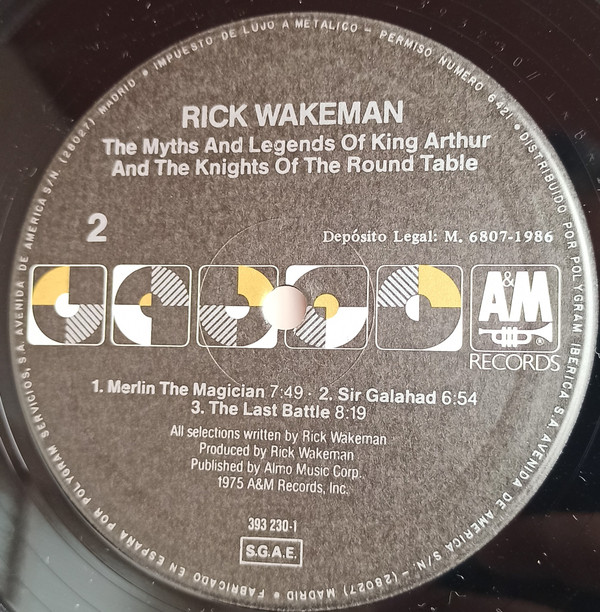 IMPUESTO DE LUJO A METALICO - PERMISO NUMERO 6421 • DISTRIBUIDO POR POLYGRAM IBERICA S.A. AVENIDA DE AMERICA S/N. - (28027) MADRID • FABRICADO EN ESPAÑA POR POLYGRAM SERVICIOS, S.A. AVENIDA DE AMERICA S/N. (28027) MADRID •
RICK WAKEMAN
The Myths And Legends Of King Arthur
And The Knights Of The Round Table
2
Depósito Legal: M. 6807-1986
A&M
®
RECORDS
1. Merlin The Magician 7:49 · 2. Sir Galahad 6:54
3. The Last Battle 8:19
All selections written by Rick Wakeman
Produced by Rick Wakeman
Published by Almo Music Corp.
1975 A&M Records, Inc.
393 230-1
S.G.A.E.